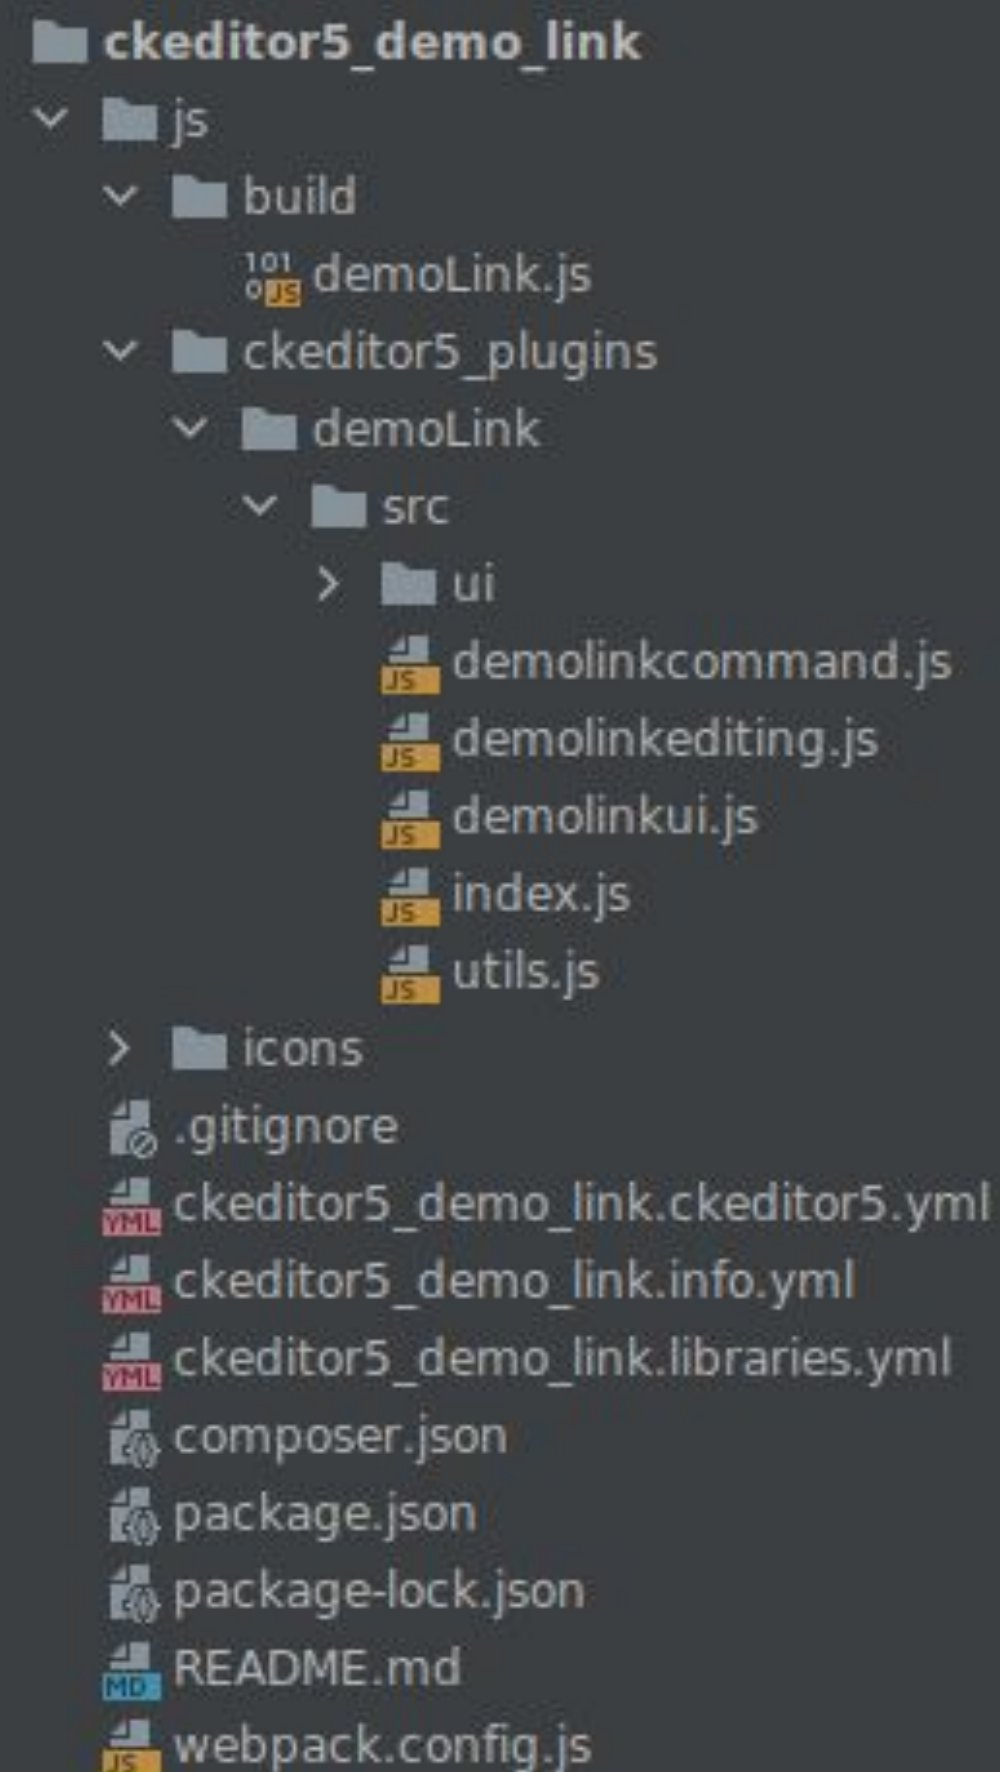 ckeditor5_demo_link
js
build
demoLink.js
ckeditor5_plugins
demoLink
src
ui
demolinkcommand.js
demolinkediting.js
demolinkui.js
index.js
utils.js
icons
.gitignore
ckeditor5_demo_link.ckeditor5.yml
ckeditor5_demo_link.info.yml
ckeditor5_demo_link.libraries.yml
composer.json
package.json
package-lock.json
README.md
webpack.config.js